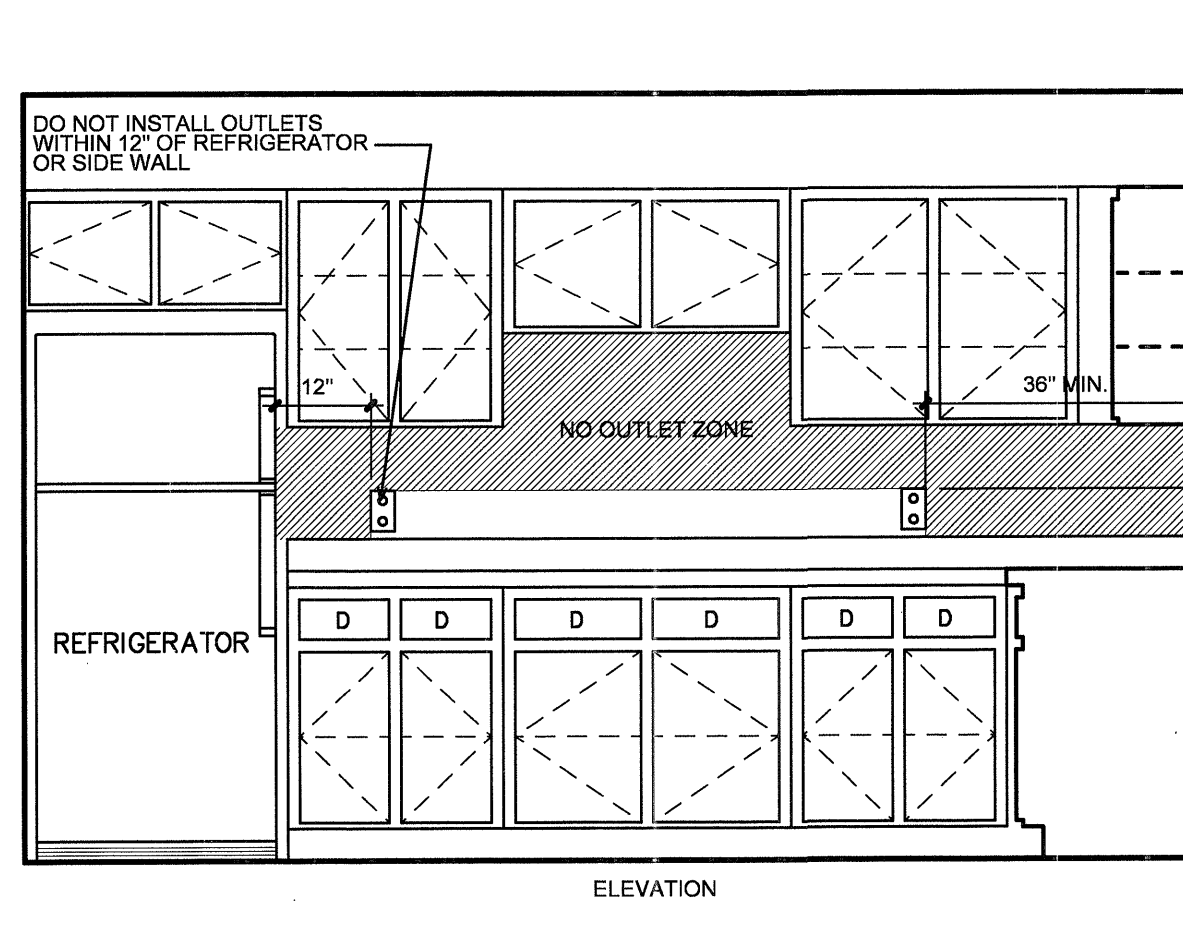 DO NOT INSTALL OUTLETS
WITHIN 12" OF REFRIGERATOR
OR SIDE WALL
12"
36" MIN.
NO OUTLET ZONE
REFRIGERATOR
D
D
D
D
D
D
ELEVATION